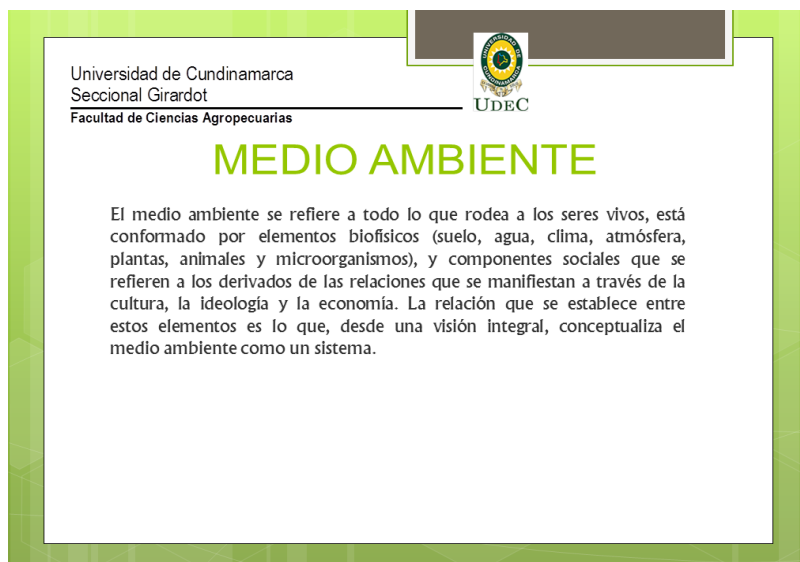 Universidad de Cundinamarca
Seccional Girardot
Facultad de Ciencias Agropecuarias
UNIVERSIDAD DE CUNDINAMARCA
UDEC
MEDIO AMBIENTE
El medio ambiente se refiere a todo lo que rodea a los seres vivos, está
conformado por elementos biofísicos (suelo, agua, clima, atmósfera,
plantas, animales y microorganismos), y componentes sociales que se
refieren a los derivados de las relaciones que se manifiestan a través de la
cultura, la ideología y la economía. La relación que se establece entre
estos elementos es lo que, desde una visión integral, conceptualiza el
medio ambiente como un sistema.